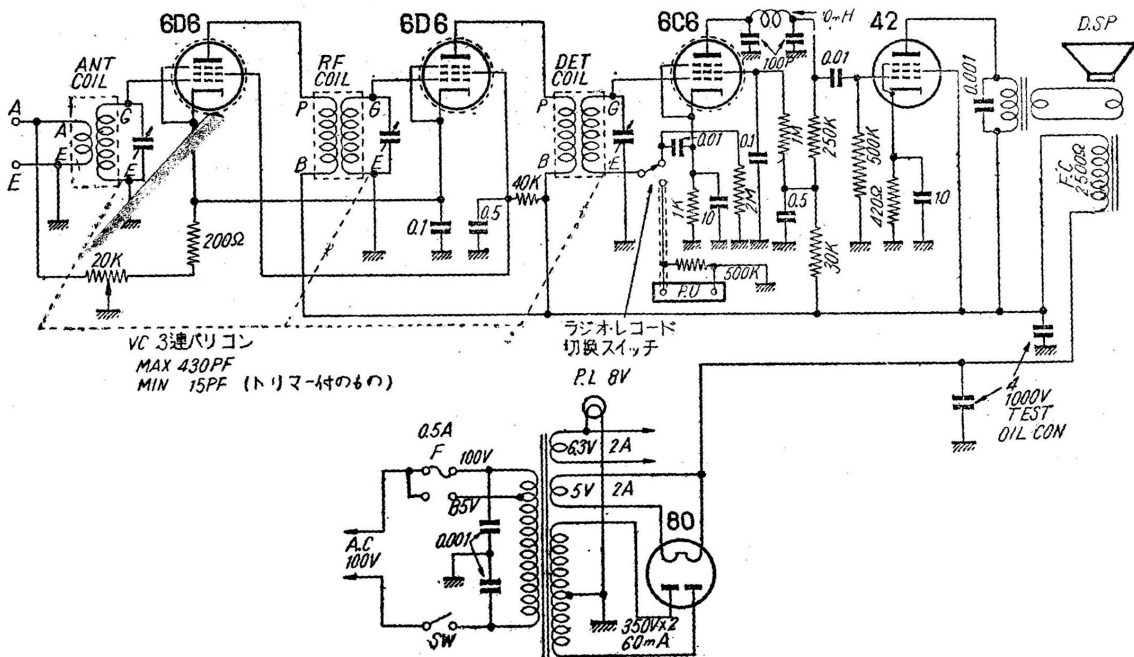 6D6
6D6
6C6
42
D.SP
ANT
COIL
RF
COIL
DET
COIL
100P
0.01
0.001
A
E
A
G
E
E
P
B
G
E
P
B
G
E
200Ω
20K
0.1
0.5
40K
0.01
0.1
1M
250K
500K
1K
10
2M
0.5
30K
420Ω
10
F.C
2500Ω
500K
P.U
VC 3連バリコン
MAX 430PF
MIN 15PF (トリマー付のもの)
ラジオ・レコード
切換スイッチ
4
1000V
TEST
OIL CON
P.L 8V
0.5A
F
100V
85V
6.3V 2A
5V 2A
80
A.C
100V
0.001
SW
350V×2
60mA